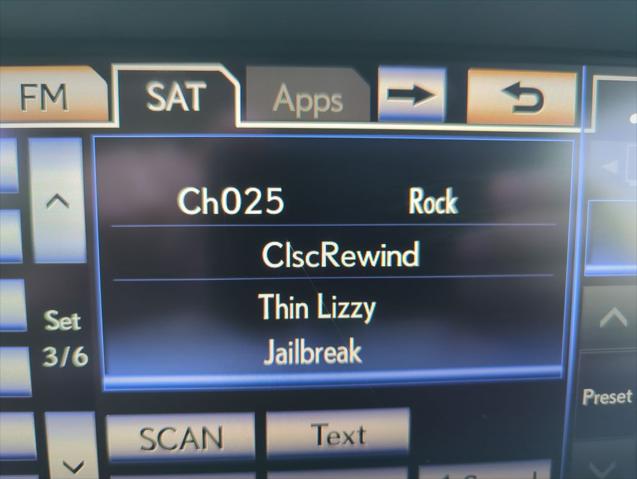 FM SAT Apps
Ch025 Rock
ClscRewind
Thin Lizzy
Set
Jailbreak
3/6
Preset
SCAN Text